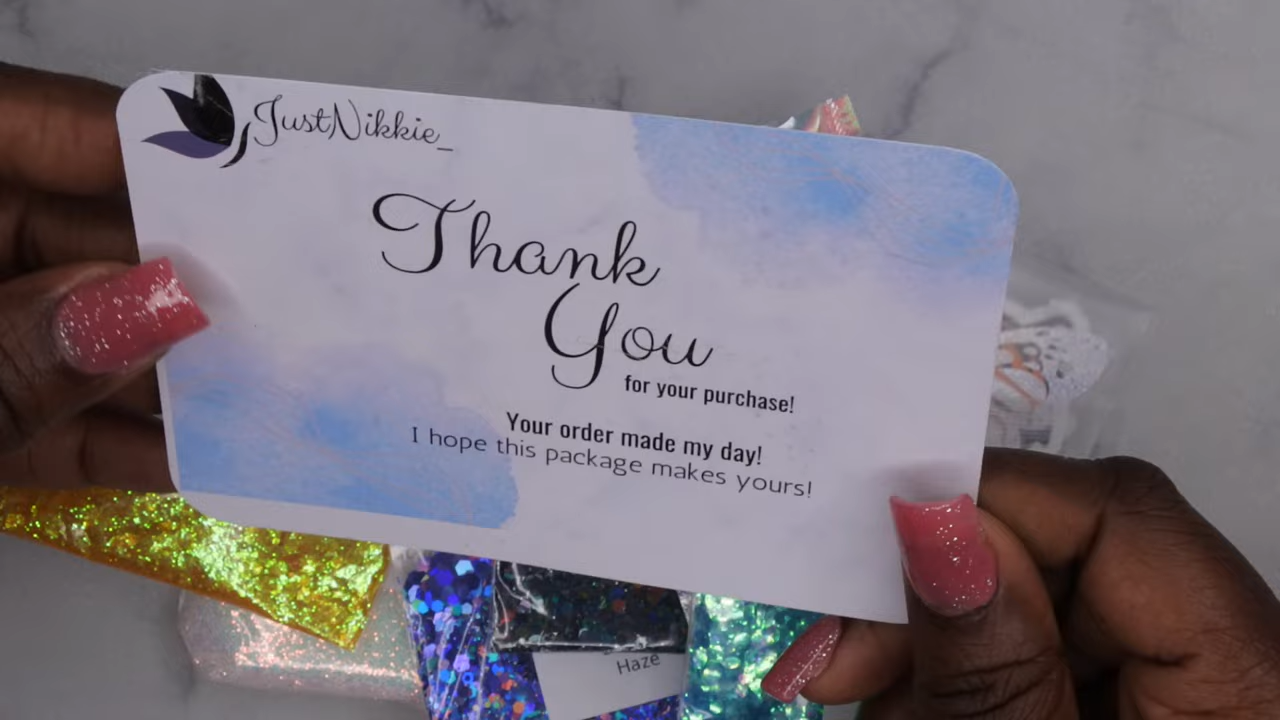 JustNikkie_
Thank
You
for your purchase!
Your order made my day!
I hope this package makes yours!
Haze